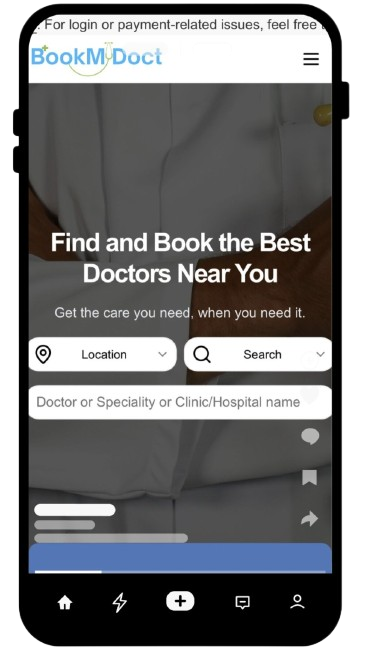 . For login or payment-related issues, feel free
BookMyDoct
Find and Book the Best
Doctors Near You
Get the care you need, when you need it.
Location
Search
Doctor or Speciality or Clinic/Hospital name